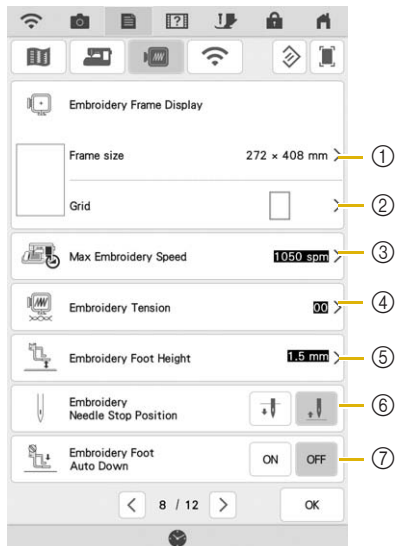 Embroidery Frame Display
Frame size 272 × 408 mm > ①
Grid > ②
Max Embroidery Speed 1050 spm > ③
Embroidery Tension 00 > ④
Embroidery Foot Height 1.5 mm > ⑤
Embroidery
Needle Stop Position ⑥
Embroidery Foot
Auto Down ON OFF ⑦
< 8 / 12 > OK